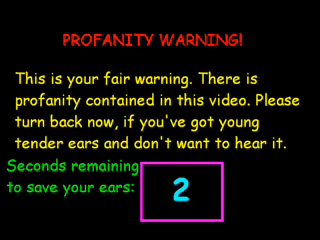 PROFANITY WARNING!
This is your fair warning. There is
profanity contained in this video. Please
turn back now, if you've got young
tender ears and don't want to hear it.
Seconds remaining
to save your ears:
2